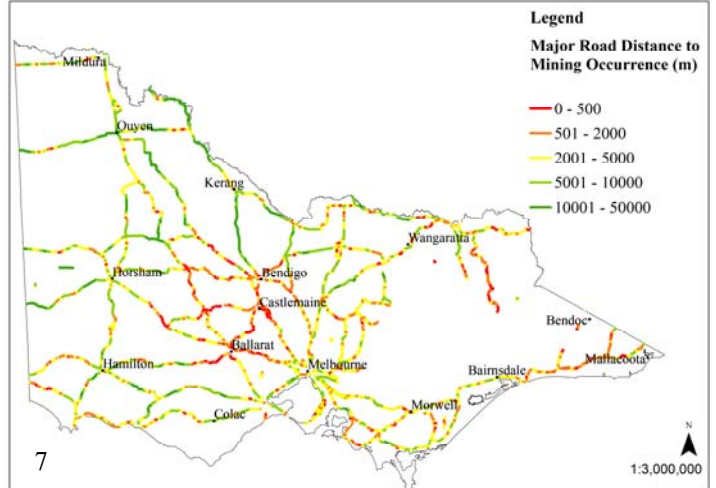 Legend
Major Road Distance to
Mining Occurrence (m)
0 - 500
501 - 2000
2001 - 5000
5001 - 10000
10001 - 50000
Mildura
Ouyen
Kerang
Wangaratta
Horsham
Bendigo
Castlemaine
Bendoc
Ballarat
Mallacoota
Hamilton
Melbourne
Bairnsdale
Colac
Morwell
7
N
1:3,000,000